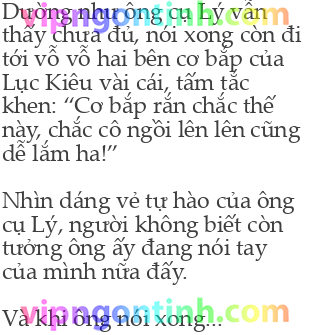 Dường như ông cụ Lý vẫn
vipngontinh.com
thấy chưa đủ, nói xong còn đi
tới vỗ vỗ hai bên cơ bắp của
Lục Kiêu vài cái, tấm tắc
khen: “Cơ bắp rắn chắc thế
này, chắc cô ngồi lên lên cũng
dễ lắm ha!”
Nhìn dáng vẻ tự hào của ông
cụ Lý, người không biết còn
tưởng ông ấy đang nói tay
của mình nữa đấy.
Và khi ông nói xong...
vipngontinh.com